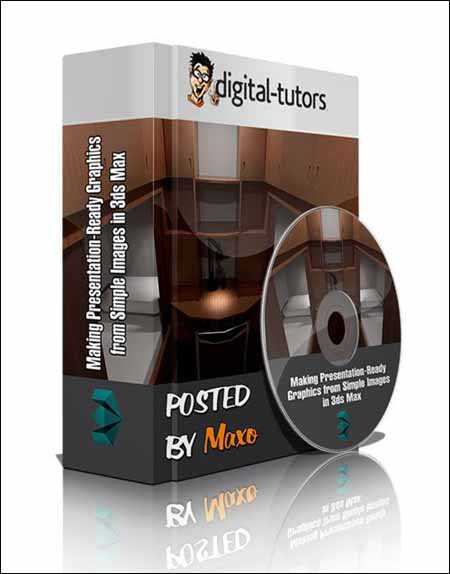 digital-tutors
Making Presentation-Ready Graphics
from Simple Images in 3ds Max
POSTED
BY Maxo
Making Presentation-Ready
Graphics from Simple Images
in 3ds Max